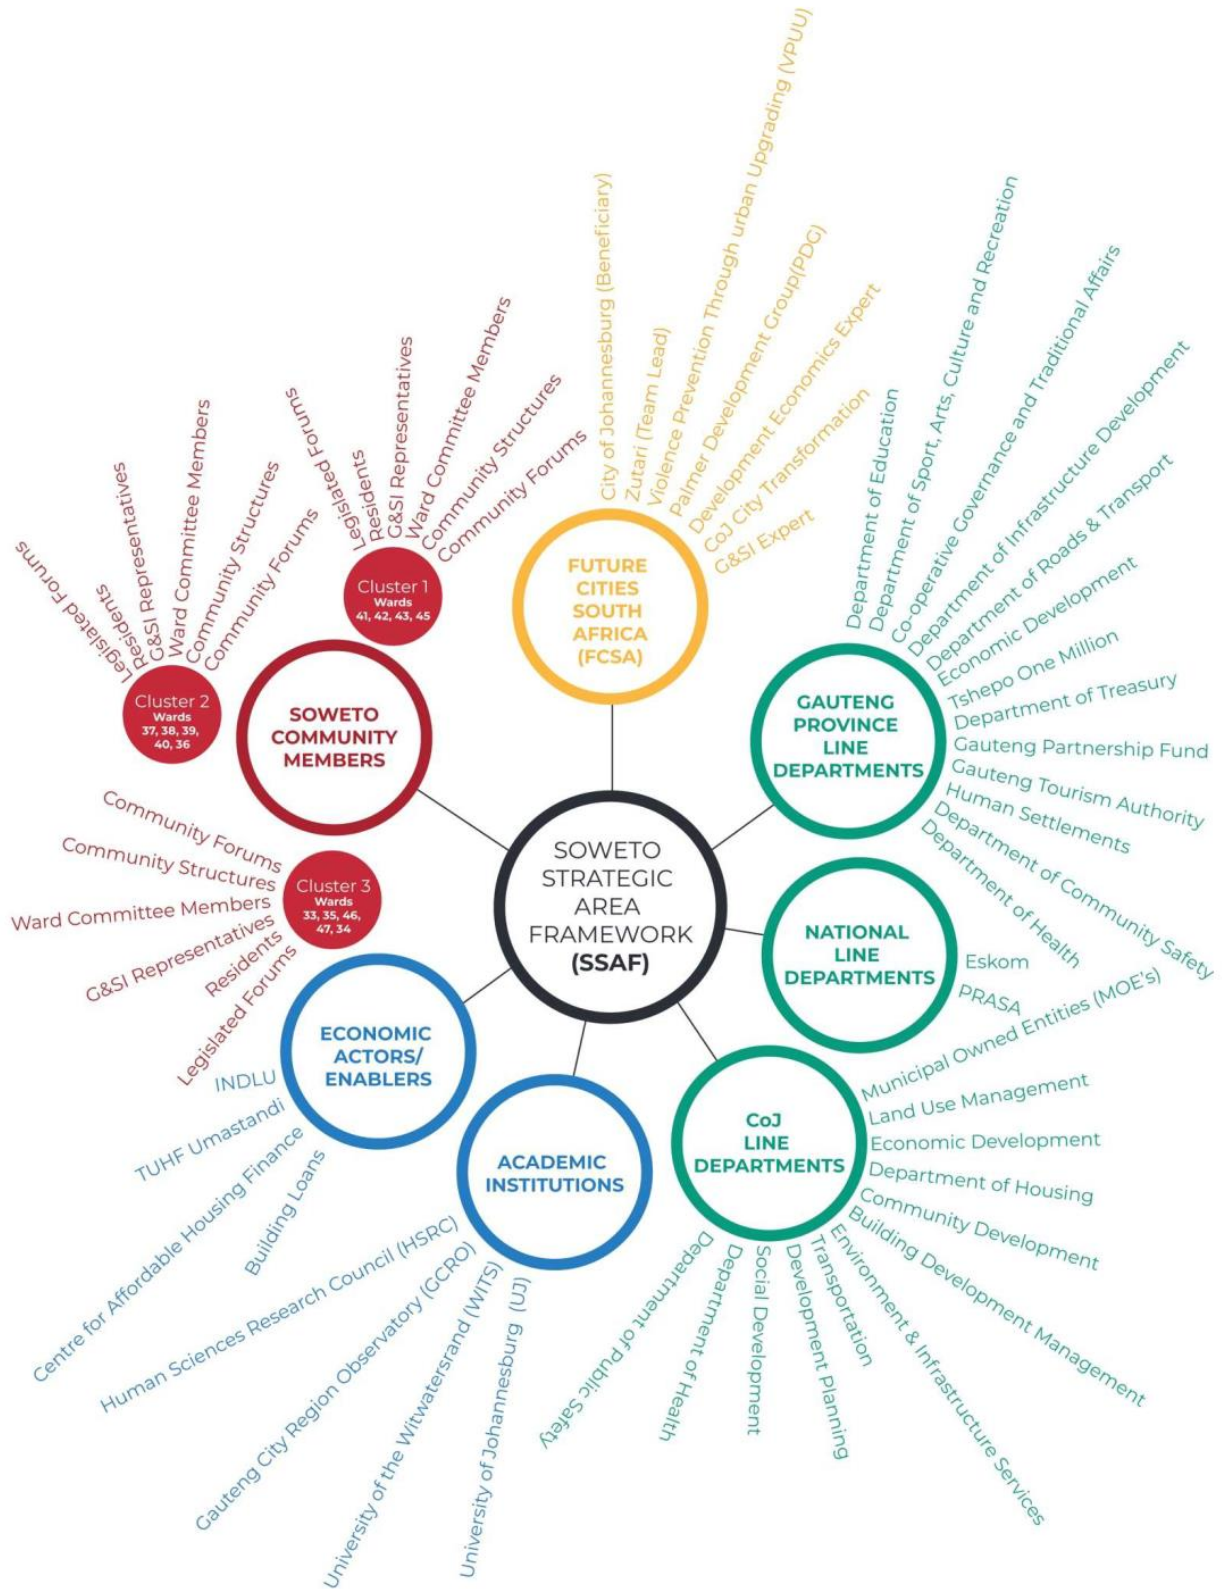 SOWETO
STRATEGIC
AREA
FRAMEWORK
(SSAF)
FUTURE
CITIES
SOUTH
AFRICA
(FCSA)
City of Johannesburg (Beneficiary)
Zutari (Team Lead)
Violence Prevention Through urban Upgrading (VPUU)
Palmer Development Group(PDG)
Development Economics Expert
CoJ City Transformation
G&SI Expert
GAUTENG
PROVINCE
LINE
DEPARTMENTS
Department of Education
Department of Sport, Arts, Culture and Recreation
Co-operative Governance and Traditional Affairs
Department of Infrastructure Development
Department of Roads & Transport
Economic Development
Tshepo One Million
Department of Treasury
Gauteng Partnership Fund
Gauteng Tourism Authority
Human Settlements
Department of Community Safety
Department of Health
NATIONAL
LINE
DEPARTMENTS
Eskom
PRASA
CoJ
LINE
DEPARTMENTS
Municipal Owned Entities (MOE's)
Land Use Management
Economic Development
Department of Housing
Community Development
Building Development Management
Environment & Infrastructure Services
Transportation
Development Planning
Social Development
Department of Health
Department of Public Safety
ACADEMIC
INSTITUTIONS
University of Johannesburg (UJ)
University of the Witwatersrand (WITS)
Gauteng City Region Observatory (GCRO)
Human Sciences Research Council (HSRC)
ECONOMIC
ACTORS/
ENABLERS
Building Loans
Centre for Affordable Housing Finance
TUHF Umastandi
INDLU
SOWETO
COMMUNITY
MEMBERS
Cluster 3
Wards
33, 35, 46,
47, 34
Community Forums
Community Structures
Ward Committee Members
G&SI Representatives
Residents
Legislated Forums
Cluster 2
Wards
37, 38, 39,
40, 36
Legislated Forums
Residents
G&SI Representatives
Ward Committee Members
Community Structures
Community Forums
Cluster 1
Wards
41, 42, 43, 45
Legislated Forums
Residents
G&SI Representatives
Ward Committee Members
Community Structures
Community Forums